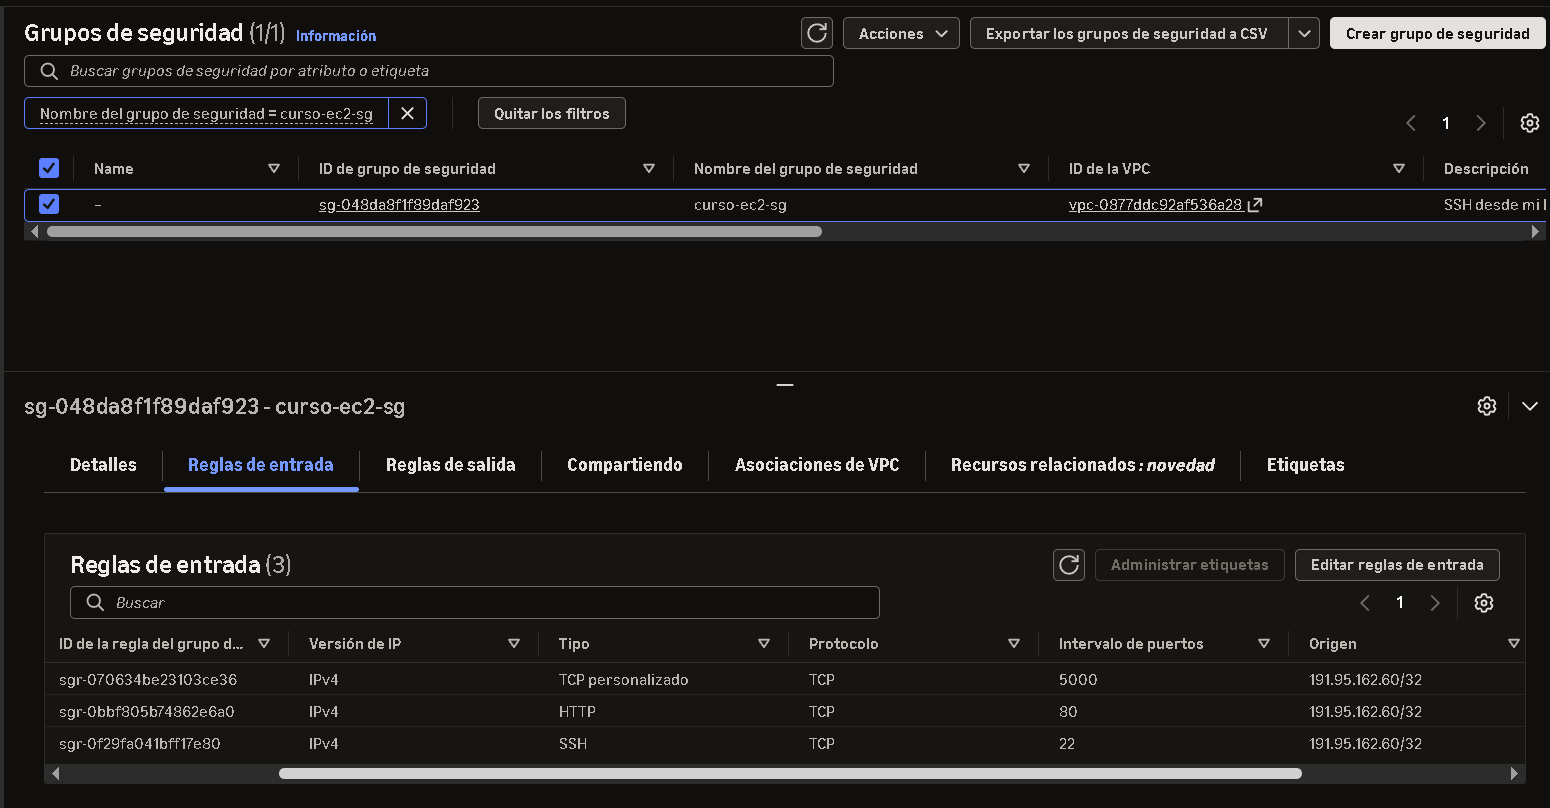 Grupos de seguridad (1/1) Información
Acciones
Exportar los grupos de seguridad a CSV
Crear grupo de seguridad
Buscar grupos de seguridad por atributo o etiqueta
Nombre del grupo de seguridad = curso-ec2-sg
Quitar los filtros
1
Name ID de grupo de seguridad Nombre del grupo de seguridad ID de la VPC Descripción
– sg-048da8f1f89daf923 curso-ec2-sg vpc-0877ddc92af536a28 SSH desde mi
sg-048da8f1f89daf923 - curso-ec2-sg
Detalles Reglas de entrada Reglas de salida Compartiendo Asociaciones de VPC Recursos relacionados : novedad Etiquetas
Reglas de entrada (3)
Administrar etiquetas
Editar reglas de entrada
Buscar
1
ID de la regla del grupo d... Versión de IP Tipo Protocolo Intervalo de puertos Origen
sgr-070634be23103ce36 IPv4 TCP personalizado TCP 5000 191.95.162.60/32
sgr-0bbf805b74862e6a0 IPv4 HTTP TCP 80 191.95.162.60/32
sgr-0f29fa041bff17e80 IPv4 SSH TCP 22 191.95.162.60/32